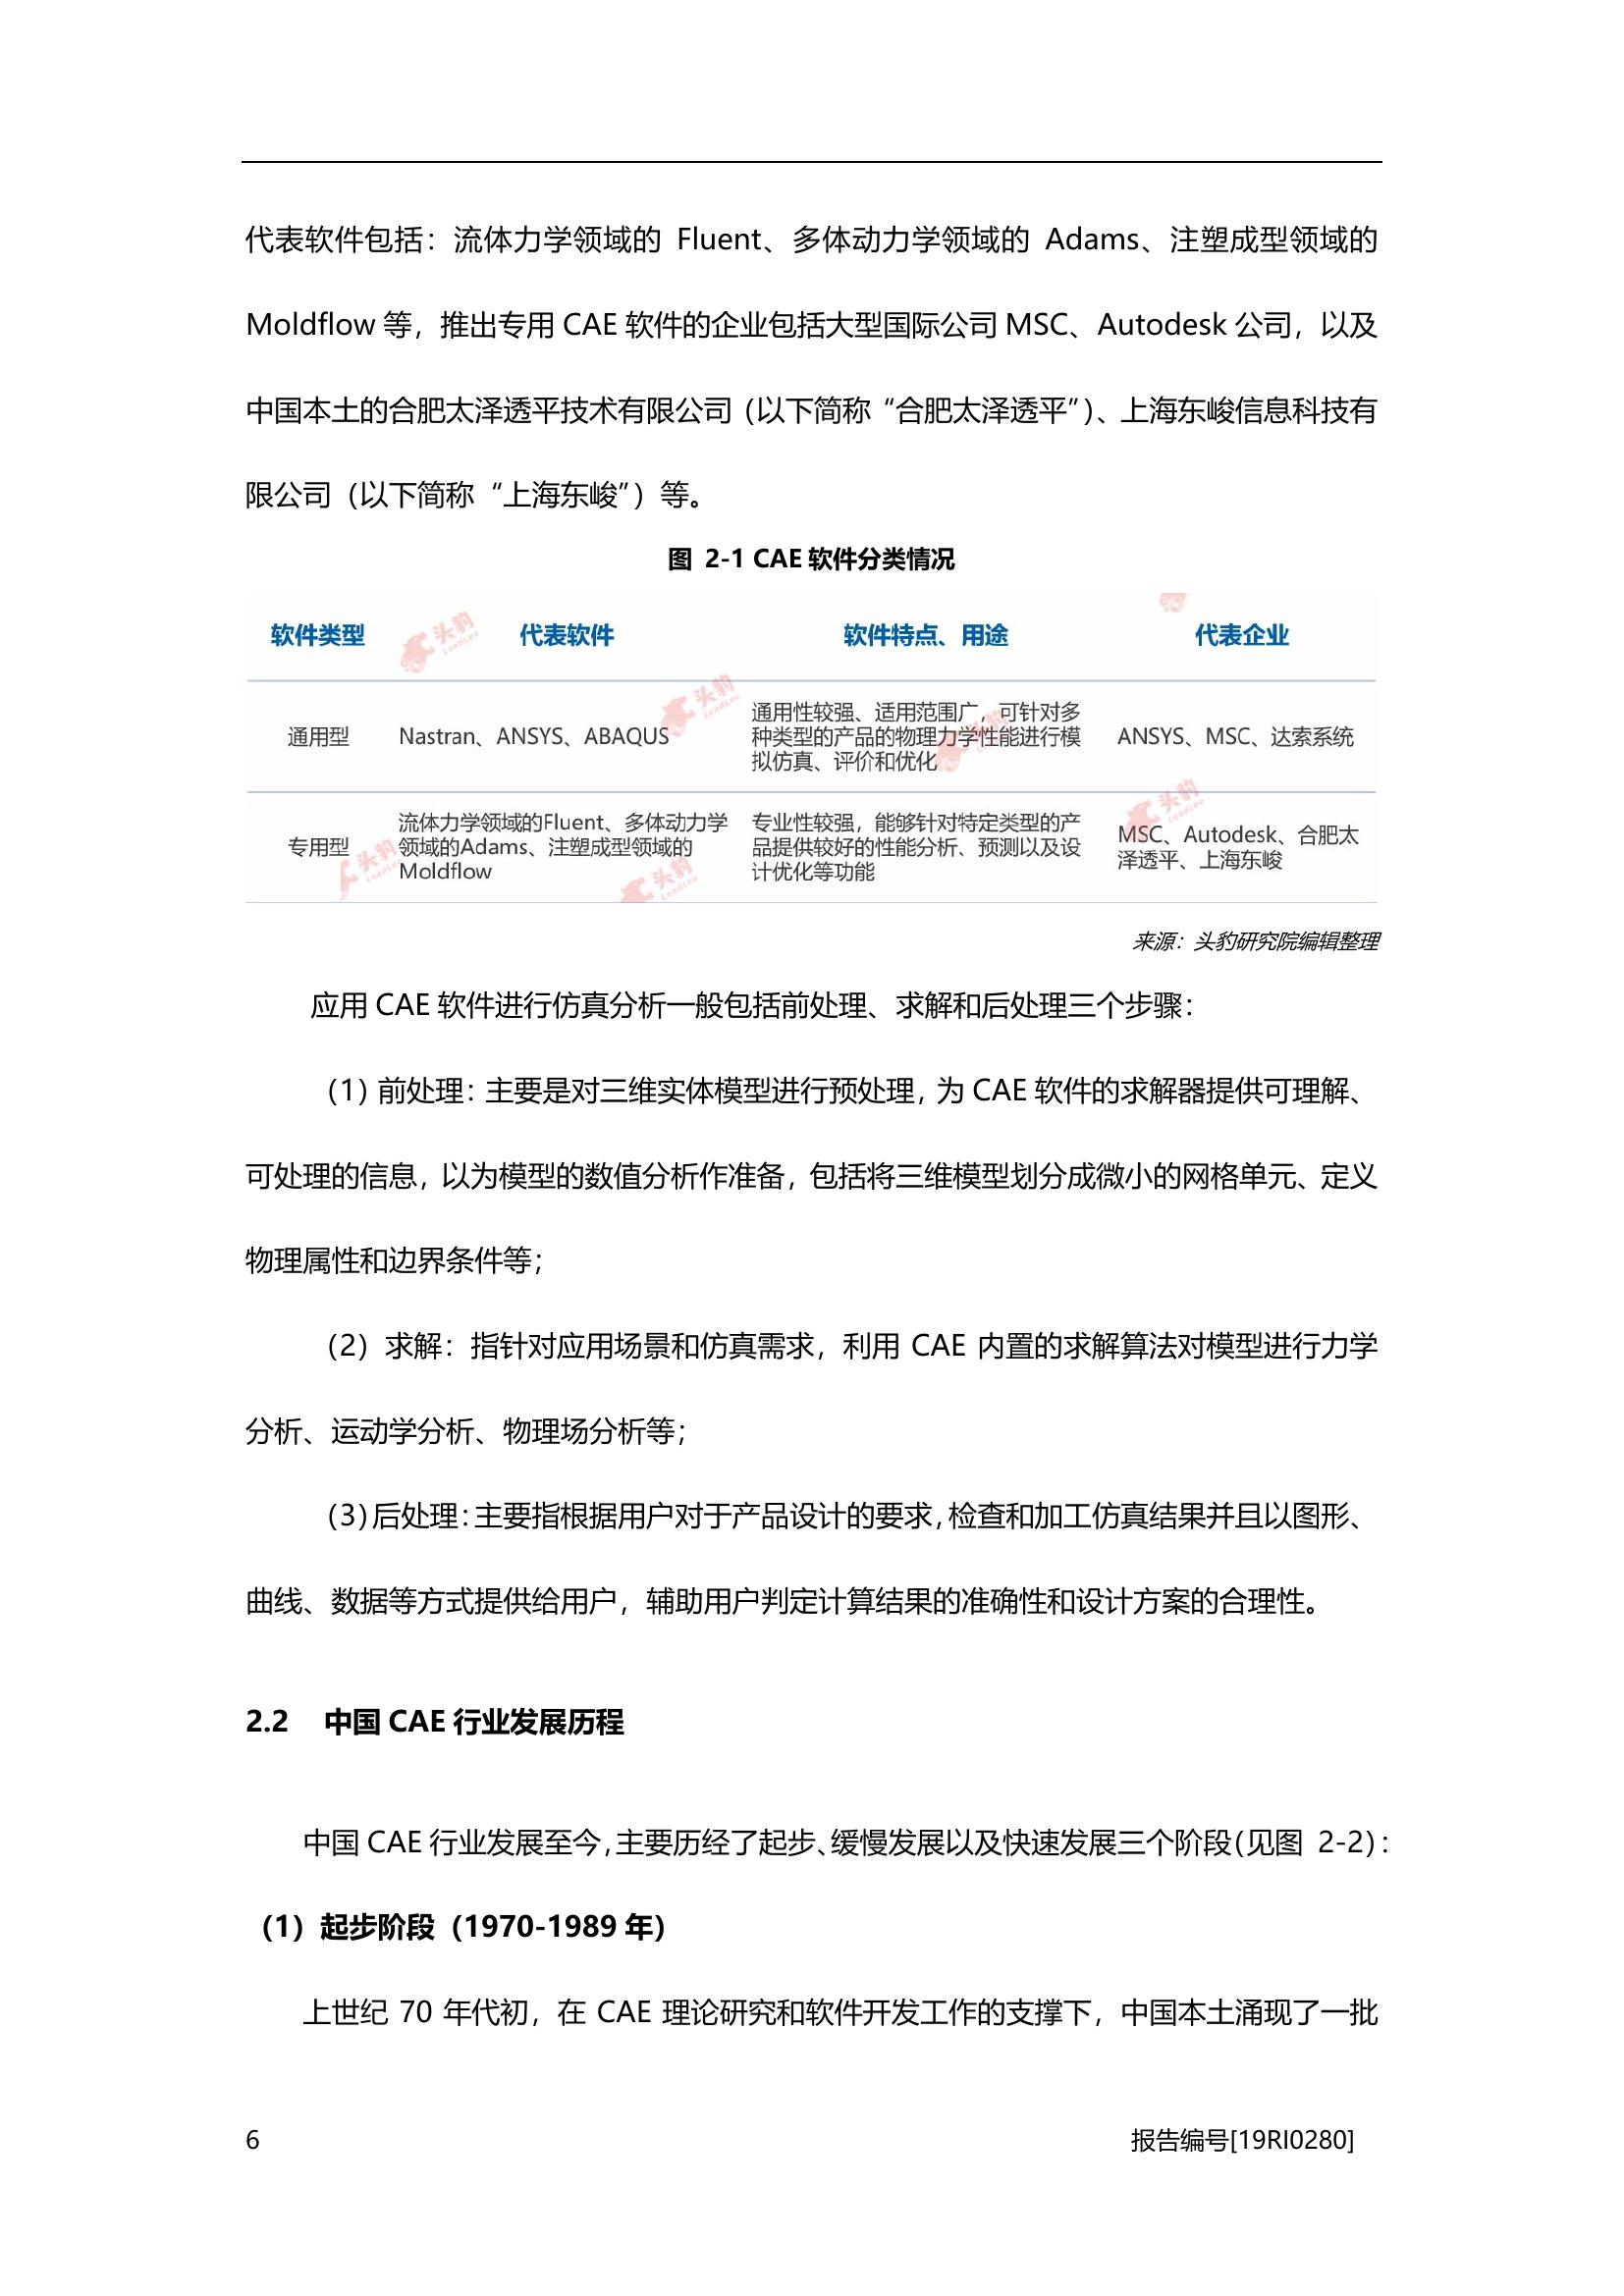 代表软件包括：流体力学领域的 Fluent、多体动力学领域的 Adams、注塑成型领域的
Moldflow 等，推出专用 CAE 软件的企业包括大型国际公司 MSC、Autodesk 公司，以及
中国本土的合肥太泽透平技术有限公司（以下简称“合肥太泽透平”）、上海东峻信息科技有
限公司（以下简称“上海东峻”）等。
图 2-1 CAE 软件分类情况
软件类型 代表软件 软件特点、用途 代表企业
通用型 Nastran、ANSYS、ABAQUS 通用性较强、适用范围广，可针对多
种类型的产品的物理力学性能进行模
拟仿真、评价和优化 ANSYS、MSC、达索系统
专用型 流体力学领域的Fluent、多体动力学
领域的Adams、注塑成型领域的
Moldflow 专业性较强，能够针对特定类型的产
品提供较好的性能分析、预测以及设
计优化等功能 MSC、Autodesk、合肥太
泽透平、上海东峻
头豹
LeadLeo
头豹
LeadLeo
头豹
头豹
LeadLeo
头豹
LeadLeo
头豹
LeadLeo
来源：头豹研究院编辑整理
应用 CAE 软件进行仿真分析一般包括前处理、求解和后处理三个步骤：
（1）前处理：主要是对三维实体模型进行预处理，为 CAE 软件的求解器提供可理解、
可处理的信息，以为模型的数值分析作准备，包括将三维模型划分成微小的网格单元、定义
物理属性和边界条件等；
（2）求解：指针对应用场景和仿真需求，利用 CAE 内置的求解算法对模型进行力学
分析、运动学分析、物理场分析等；
（3）后处理：主要指根据用户对于产品设计的要求，检查和加工仿真结果并且以图形、
曲线、数据等方式提供给用户，辅助用户判定计算结果的准确性和设计方案的合理性。
2.2 中国 CAE 行业发展历程
中国 CAE 行业发展至今，主要历经了起步、缓慢发展以及快速发展三个阶段（见图 2-2）：
（1）起步阶段（1970-1989 年）
上世纪 70 年代初，在 CAE 理论研究和软件开发工作的支撑下，中国本土涌现了一批
6 报告编号[19RI0280]